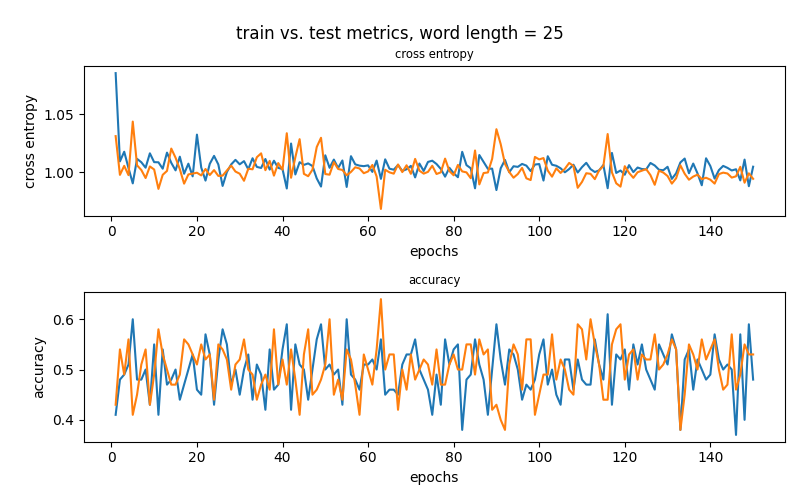 train vs. test metrics, word length = 25
cross entropy
cross entropy
1.05
1.00
0 20 40 60 80 100 120 140
epochs
accuracy
accuracy
0.6
0.5
0.4
0 20 40 60 80 100 120 140
epochs